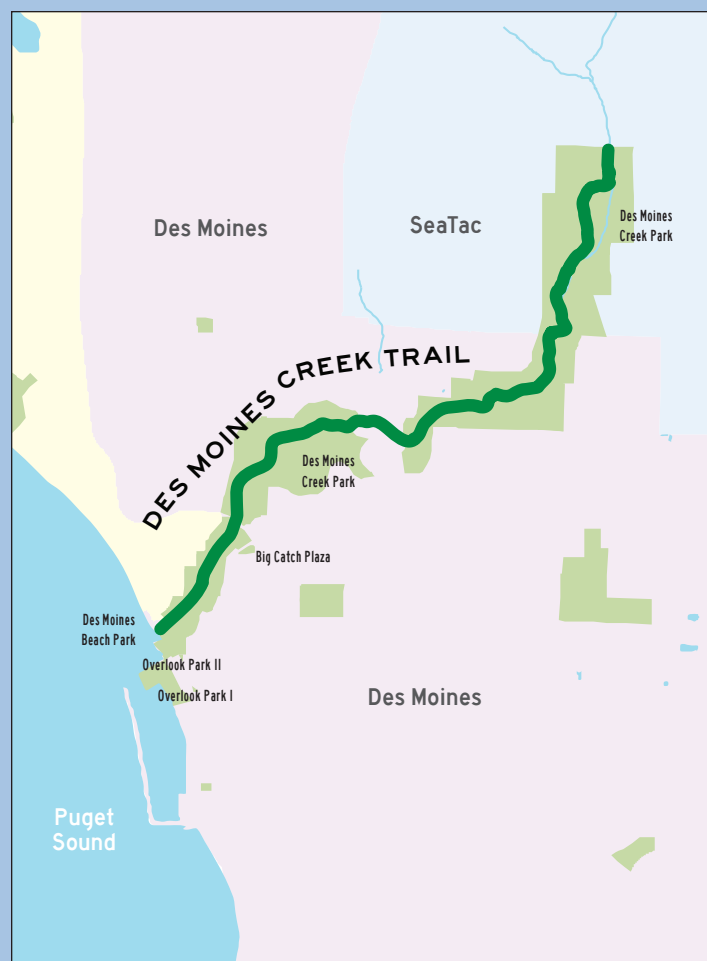 Des Moines
SeaTac
Des Moines
Creek Park
DES MOINES CREEK TRAIL
Des Moines
Creek Park
Big Catch Plaza
Des Moines
Beach Park
Overlook Park II
Overlook Park I
Des Moines
Puget
Sound